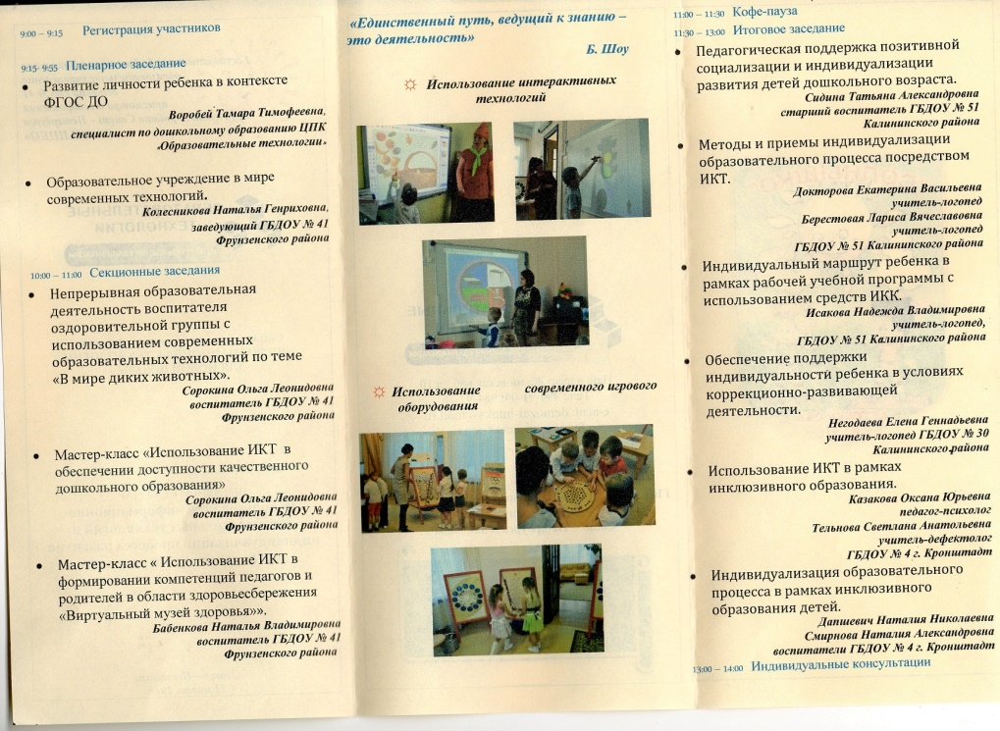 9:00 – 9:15 Регистрация участников
9:15- 9:55 Пленарное заседание
• Развитие личности ребенка в контексте
ФГОС ДО
Воробей Тамара Тимофеевна,
специалист по дошкольному образованию ЦПК
«Образовательные технологии»
• Образовательное учреждение в мире
современных технологий.
Колесникова Наталья Генриховна,
заведующий ГБДОУ № 41
Фрунзенского района
10:00 – 11:00 Секционные заседания
• Непрерывная образовательная
деятельность воспитателя
оздоровительной группы с
использованием современных
образовательных технологий по теме
«В мире диких животных».
Сорокина Ольга Леонидовна
воспитатель ГБДОУ № 41
Фрунзенского района
• Мастер-класс «Использование ИКТ в
обеспечении доступности качественного
дошкольного образования»
Сорокина Ольга Леонидовна
воспитатель ГБДОУ № 41
Фрунзенского района
• Мастер-класс « Использование ИКТ в
формировании компетенций педагогов и
родителей в области здоровьесбережения
«Виртуальный музей здоровья»».
Бабенкова Наталья Владимировна
воспитатель ГБДОУ № 41
Фрунзенского района
«Единственный путь, ведущий к знанию –
это деятельность»
Б. Шоу
Использование интерактивных
технологий
Использование современного игрового
оборудования
11:00 – 11:30 Кофе-пауза
11:30 – 13:00 Итоговое заседание
• Педагогическая поддержка позитивной
социализации и индивидуализации
развития детей дошкольного возраста.
Сидина Татьяна Александровна
старший воспитатель ГБДОУ № 51
Калининского района
• Методы и приемы индивидуализации
образовательного процесса посредством
ИКТ.
Докторова Екатерина Васильевна
учитель-логопед
Берестовая Лариса Вячеславовна
учитель-логопед
ГБДОУ № 51 Калининского района
• Индивидуальный маршрут ребенка в
рамках рабочей учебной программы с
использованием средств ИКК.
Исакова Надежда Владимировна
учитель-логопед,
ГБДОУ № 51 Калининского района
• Обеспечение поддержки
индивидуальности ребенка в условиях
коррекционно-развивающей
деятельности.
Негодаева Елена Геннадьевна
учитель-логопед ГБДОУ № 30
Калининского района
• Использование ИКТ в рамках
инклюзивного образования.
Казакова Оксана Юрьевна
педагог-психолог
Тельнова Светлана Анатольевна
учитель-дефектолог
ГБДОУ № 4 г. Кронштадт
• Индивидуализация образовательного
процесса в рамках инклюзивного
образования детей.
Дапшевич Наталия Николаевна
Смирнова Наталия Александровна
воспитатели ГБДОУ № 4 г. Кронштадт
13:00 – 14:00 Индивидуальные консультации